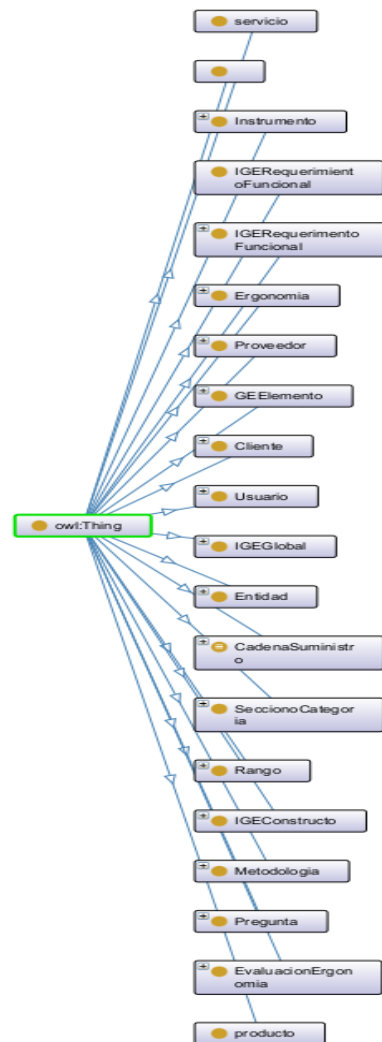 servicio
Instrumento
IGERequerimient
oFuncional
IGERequerimento
Funcional
Ergonomia
Proveedor
GEElemento
Cliente
Usuario
owl:Thing
IGEGlobal
Entidad
CadenaSuministr
o
SeccionoCategor
ia
Rango
IGEConstructo
Metodologia
Pregunta
EvaluacionErgon
omia
producto